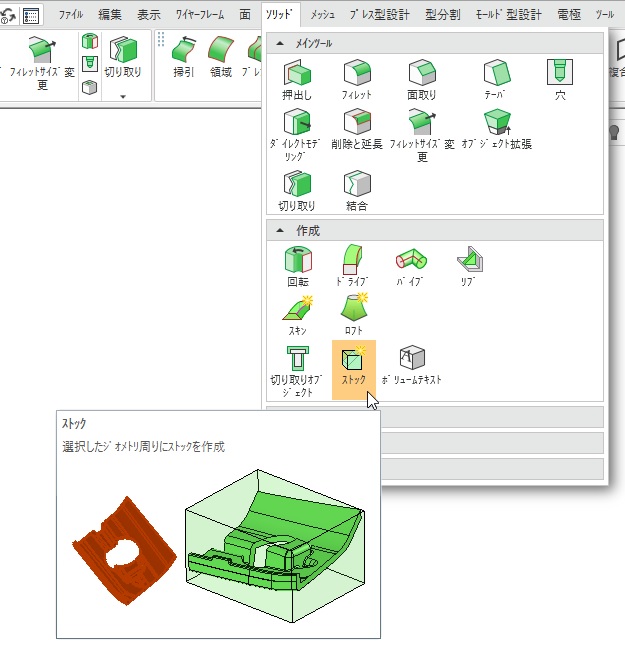 ファイル 編集 表示 ワイヤーフレーム 面 ソリッド メッシュ プレス型設計 型分割 モールド型設計 電極 ツール
フィレットサイズ 変更 切り取り 掃引 領域
メインツール
押出し フィレット 面取り テーパ 穴
ダイレクトモデリング 削除と延長 フィレットサイズ 変更 オブジェクト拡張
切り取り 結合
作成
回転 ドライブ パイプ リブ
スキン ロフト
切り取りオブジェクト ストック ボリュームテキスト
ストック
選択したジオメトリ周りにストックを作成